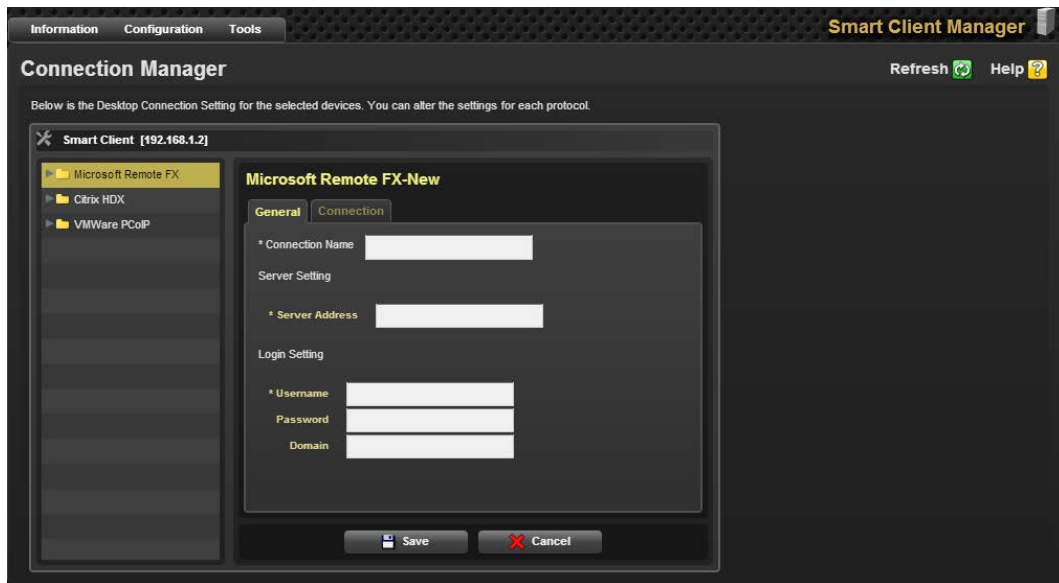 Information Configuration Tools
Smart Client Manager
Connection Manager
Refresh Help ?
Below is the Desktop Connection Setting for the selected devices. You can alter the settings for each protocol.
Smart Client [192.168.1.2]
Microsoft Remote FX
Citrix HDX
VMWare PCoIP
Microsoft Remote FX-New
General Connection
* Connection Name
Server Setting
* Server Address
Login Setting
* Username
Password
Domain
Save Cancel